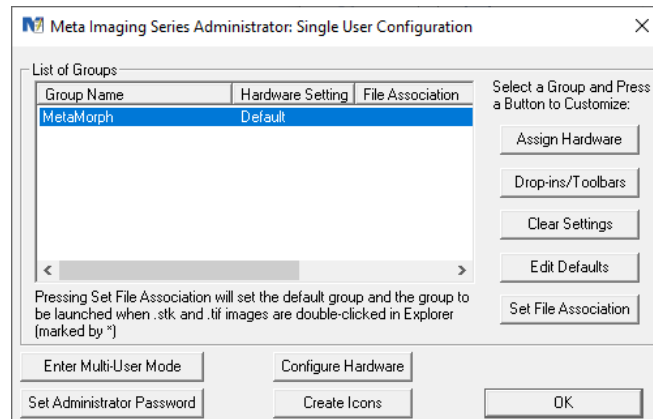 Meta Imaging Series Administrator: Single User Configuration
List of Groups
Group Name Hardware Setting File Association
MetaMorph Default
Select a Group and Press
a Button to Customize:
Assign Hardware
Drop-ins/Toolbars
Clear Settings
Edit Defaults
Set File Association
Pressing Set File Association will set the default group and the group to
be launched when .stk and .tif images are double-clicked in Explorer
(marked by *)
Enter Multi-User Mode Configure Hardware
Set Administrator Password Create Icons OK